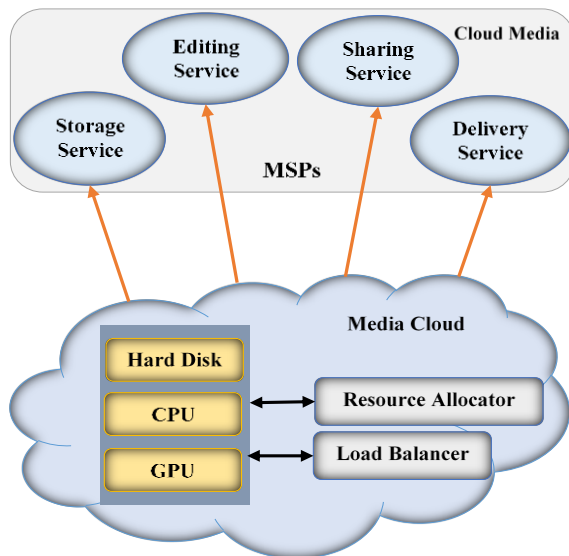 Cloud Media
Editing
Service
Sharing
Service
Storage
Service
Delivery
Service
MSPs
Media Cloud
Hard Disk
CPU
GPU
Resource Allocator
Load Balancer